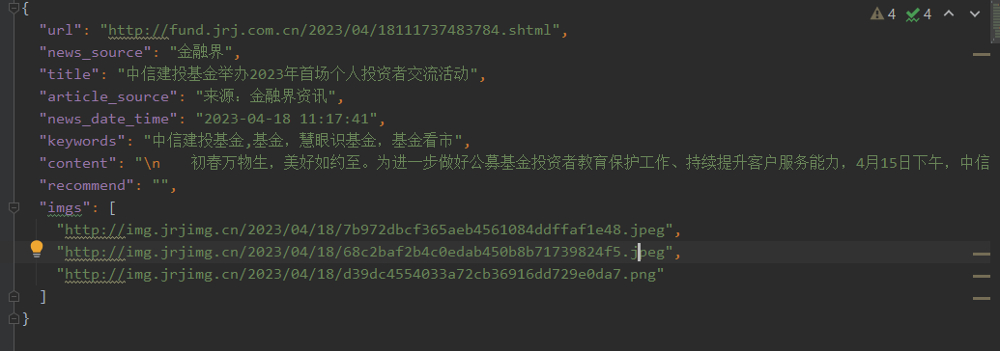 {
"url": "http://fund.jrj.com.cn/2023/04/18111737483784.shtml",
"news_source": "金融界",
"title": "中信建投基金举办2023年首场个人投资者交流活动",
"article_source": "来源：金融界资讯",
"news_date_time": "2023-04-18 11:17:41",
"keywords": "中信建投基金,基金，慧眼识基金，基金看市",
"content": "\n 初春万物生，美好如约至。为进一步做好公募基金投资者教育保护工作、持续提升客户服务能力，4月15日下午，中信
"recommend": "",
"imgs": [
"http://img.jrjimg.cn/2023/04/18/7b972dbcf365aeb4561084ddffaf1e48.jpeg",
"http://img.jrjimg.cn/2023/04/18/68c2baf2b4c0edab450b8b71739824f5.jpeg",
"http://img.jrjimg.cn/2023/04/18/d39dc4554033a72cb36916dd729e0da7.png"
]
}
4 4